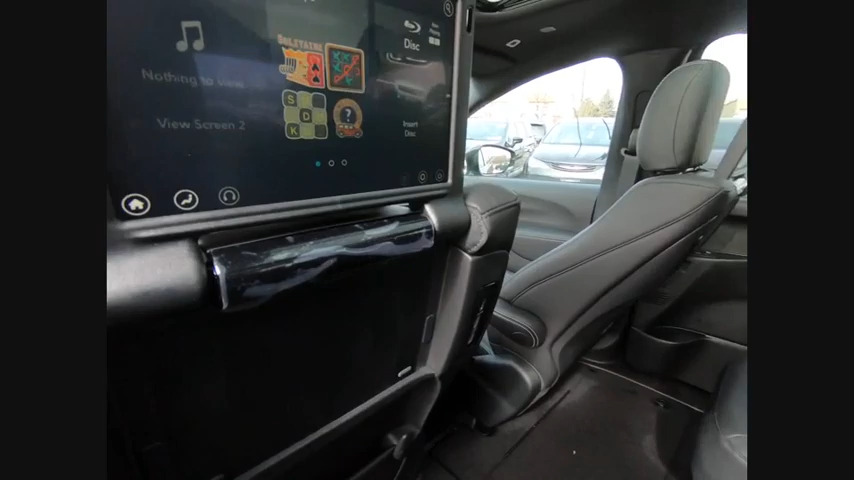 SOLITAIRE
Disc
Nothing to view
S
D
K
?
View Screen 2
Insert
Disc